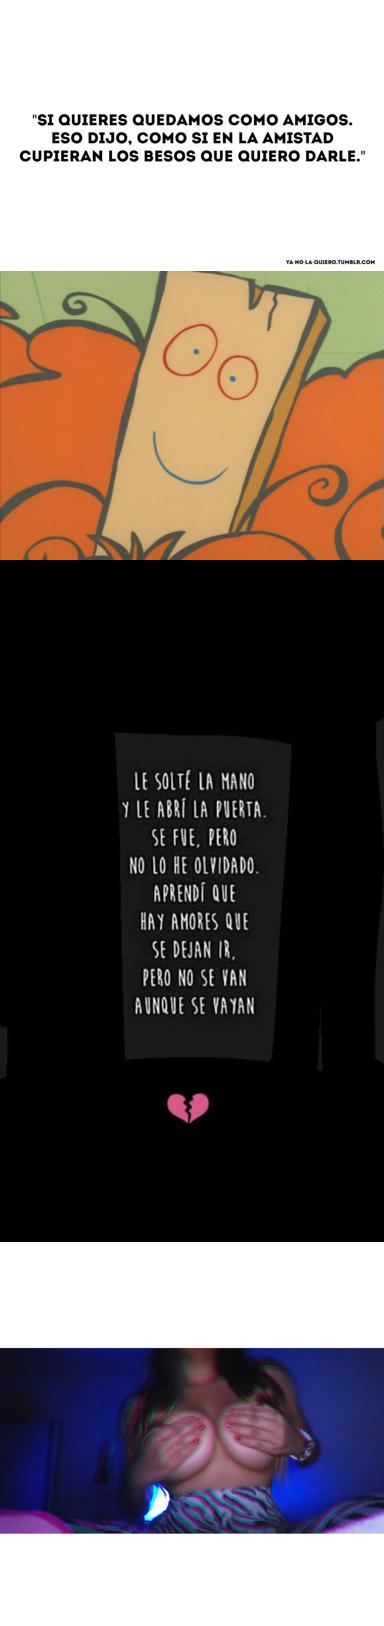 "SI QUIERES QUEDAMOS COMO AMIGOS.
ESO DIJO, COMO SI EN LA AMISTAD
CUPIERAN LOS BESOS QUE QUIERO DARLE."
YA-NO-LA-QUIERO.TUMBLR.COM
LE SOLTÉ LA MANO
Y LE ABRÍ LA PUERTA.
SE FUE, PERO
NO LO HE OLVIDADO.
APRENDÍ QUE
HAY AMORES QUE
SE DEJAN IR,
PERO NO SE VAN
AUNQUE SE VAYAN